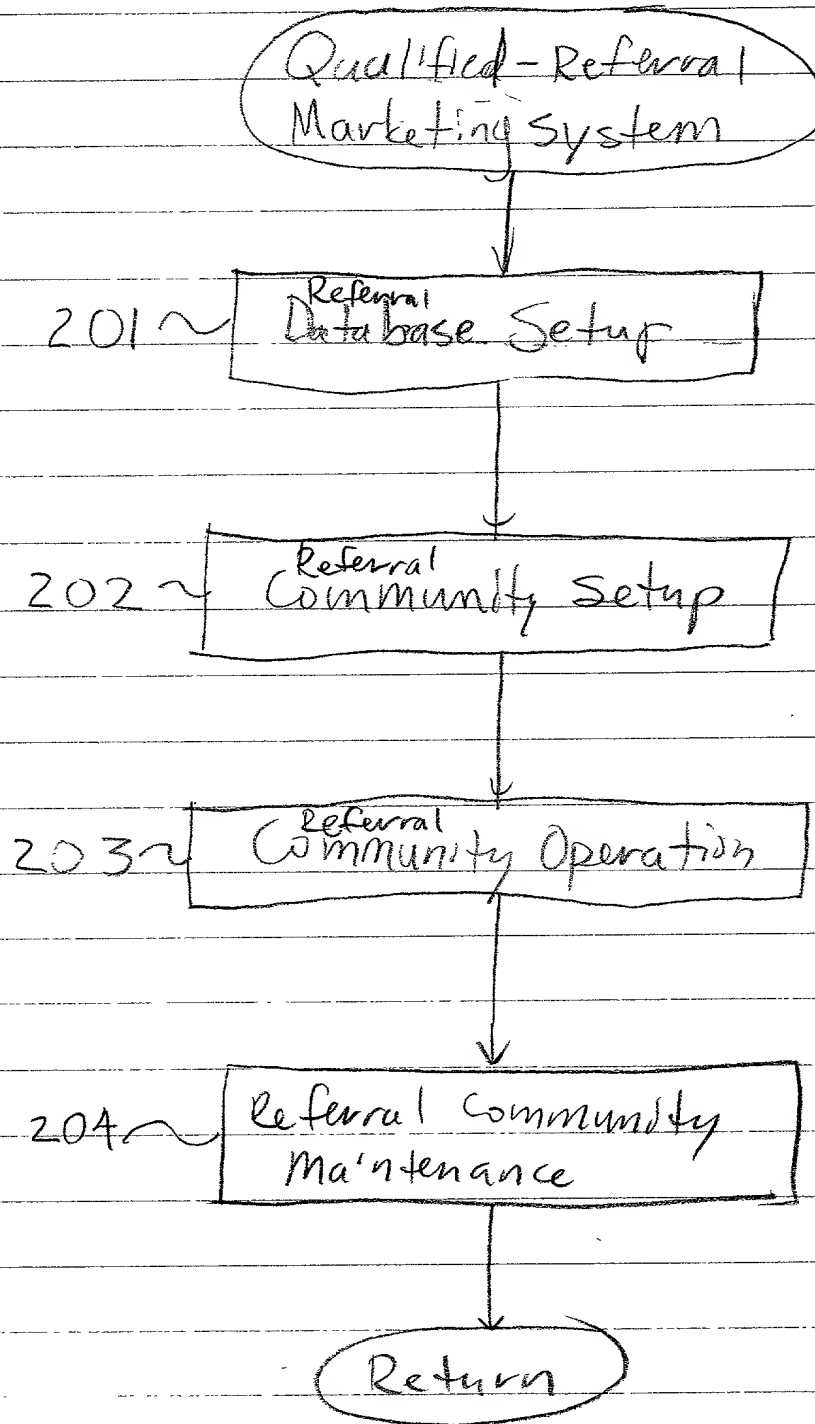 Qualified-Referral
Marketing System
Referral
201 Database Setup
Referral
202 Community Setup
Referral
203 Community Operation
204 Referral Community
Maintenance
Return